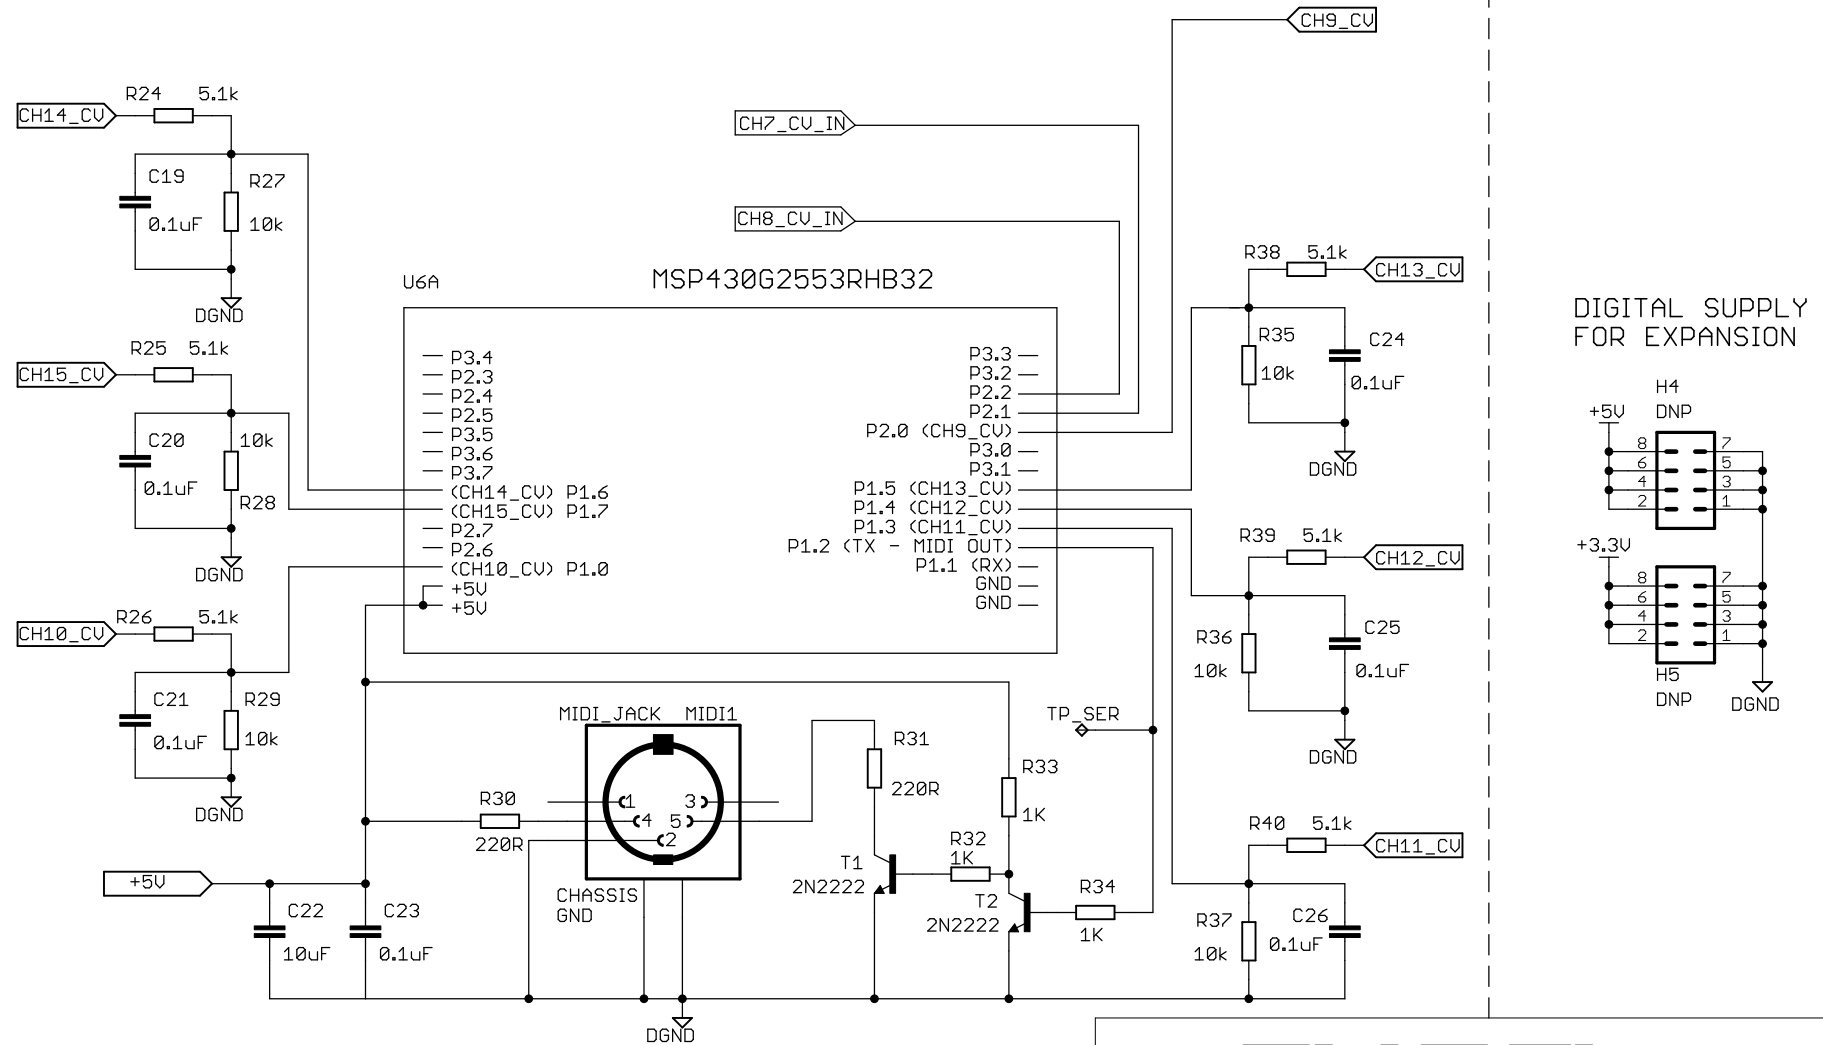 CH9_CV
R24 5.1k
CH14_CV
CH7_CV_IN
C19
R27
0.1uF
10k
CH8_CV_IN
DGND
U6A
MSP430G2553RHB32
R38 5.1k
CH13_CV
R35
C24
10k
0.1uF
DGND
DIGITAL SUPPLY
FOR EXPANSION
R25 5.1k
CH15_CV
C20
10k
0.1uF
R28
DGND
P3.4
P2.3
P2.4
P2.5
P3.5
P3.6
P3.7
(CH14_CV) P1.6
(CH15_CV) P1.7
P2.7
P2.6
(CH10_CV) P1.0
+5V
+5V
P3.3
P3.2
P2.2
P2.1
P2.0 (CH9_CV)
P3.0
P3.1
P1.5 (CH13_CV)
P1.4 (CH12_CV)
P1.3 (CH11_CV)
P1.2 (TX - MIDI OUT)
P1.1 (RX)
GND
GND
H4
DNP
+5V
8 7
6 5
4 3
2 1
+3.3V
8 7
6 5
4 3
2 1
H5
DNP
DGND
R39 5.1k
CH12_CV
R36
C25
10k
0.1uF
DGND
R26 5.1k
CH10_CV
C21
R29
0.1uF
10k
DGND
MIDI_JACK MIDI1
1
3
4
5
2
CHASSIS
GND
R30
220R
R31
220R
TP_SER
R33
1K
R32
1K
T1
2N2222
T2
2N2222
R34
1K
R40 5.1k
CH11_CV
R37
C26
10k
0.1uF
+5V
C22
10uF
C23
0.1uF
DGND